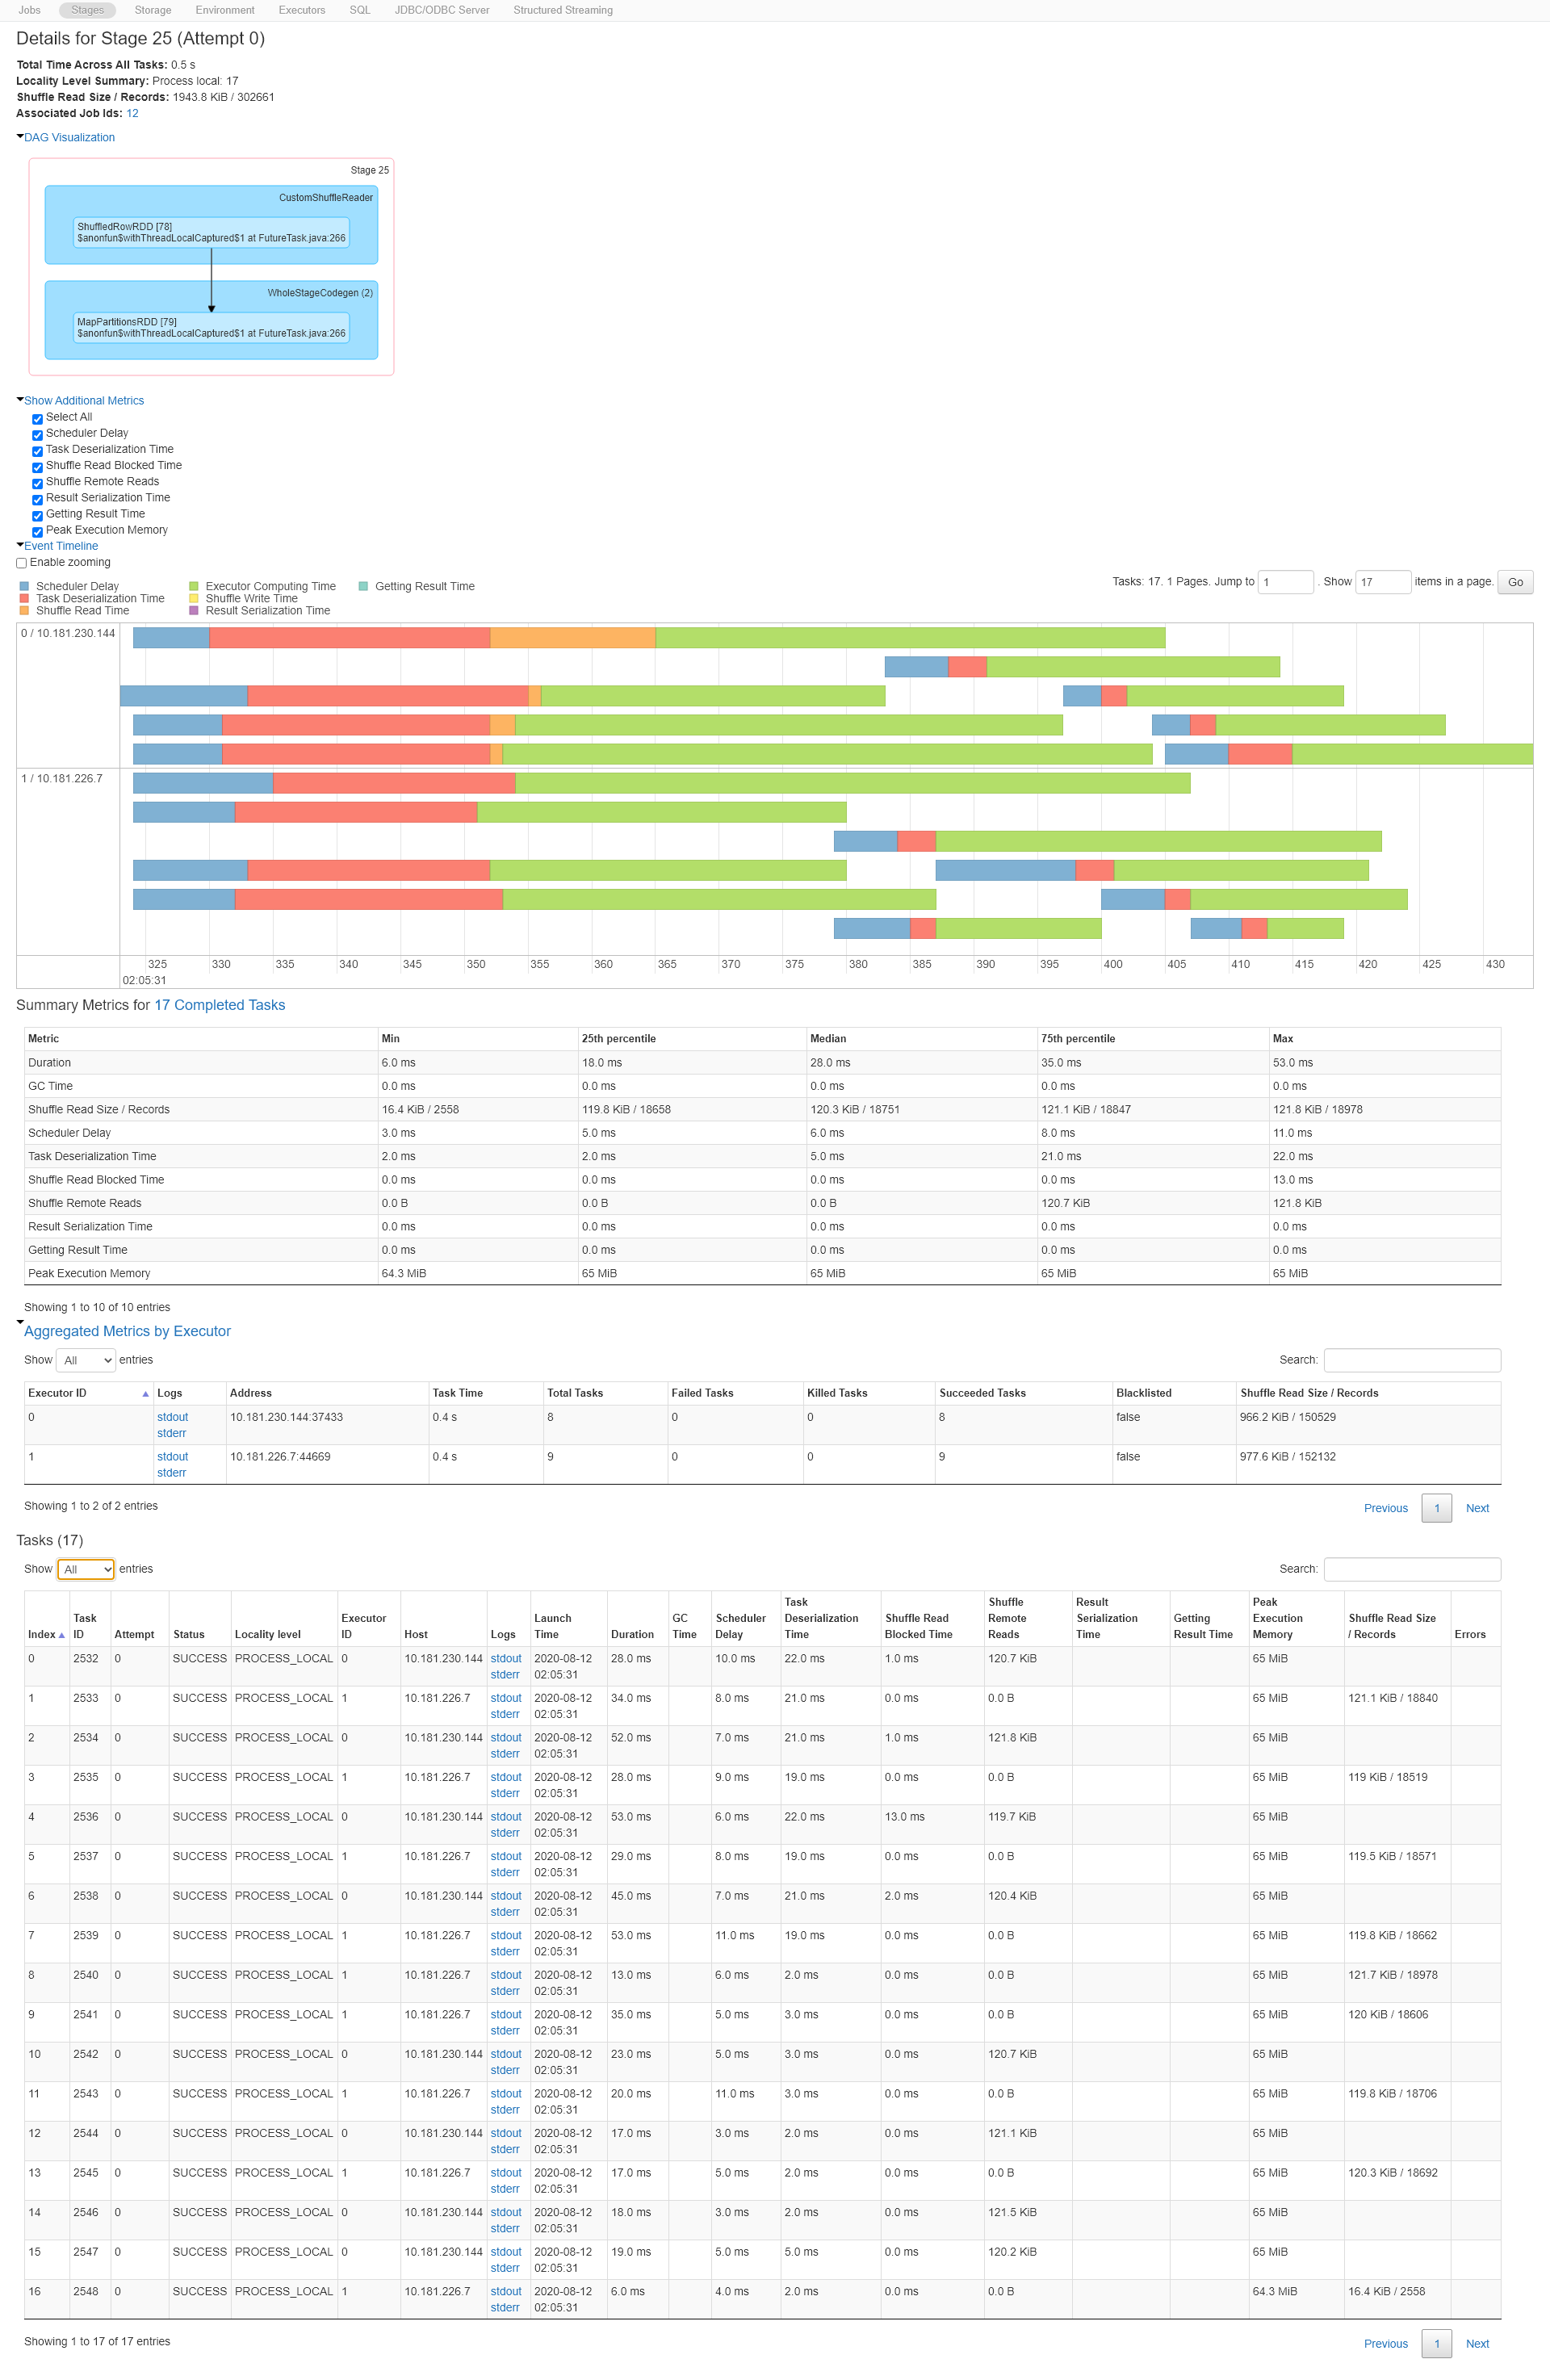 Jobs Stages Storage Environment Executors SQL JDBC/ODBC Server Structured Streaming
Details for Stage 25 (Attempt 0)
Total Time Across All Tasks: 0.5 s
Locality Level Summary: Process local: 17
Shuffle Read Size / Records: 1943.8 KiB / 302661
Associated Job Ids: 12
DAG Visualization
Stage 25
CustomShuffleReader
ShuffledRowRDD [78]
$anonfun$withThreadLocalCaptured$1 at FutureTask.java:266
WholeStageCodegen (2)
MapPartitionsRDD [79]
$anonfun$withThreadLocalCaptured$1 at FutureTask.java:266
Show Additional Metrics
Select All
Scheduler Delay
Task Deserialization Time
Shuffle Read Blocked Time
Shuffle Remote Reads
Result Serialization Time
Getting Result Time
Peak Execution Memory
Event Timeline
Enable zooming
Scheduler Delay Executor Computing Time Getting Result Time
Task Deserialization Time Shuffle Write Time
Shuffle Read Time Result Serialization Time
Tasks: 17. 1 Pages. Jump to 1 . Show 17 items in a page. Go
0 / 10.181.230.144
1 / 10.181.226.7
325 330 335 340 345 350 355 360 365 370 375 380 385 390 395 400 405 410 415 420 425 430
02:05:31
Summary Metrics for 17 Completed Tasks
Metric Min 25th percentile Median 75th percentile Max
Duration 6.0 ms 18.0 ms 28.0 ms 35.0 ms 53.0 ms
GC Time 0.0 ms 0.0 ms 0.0 ms 0.0 ms 0.0 ms
Shuffle Read Size / Records 16.4 KiB / 2558 119.8 KiB / 18658 120.3 KiB / 18751 121.1 KiB / 18847 121.8 KiB / 18978
Scheduler Delay 3.0 ms 5.0 ms 6.0 ms 8.0 ms 11.0 ms
Task Deserialization Time 2.0 ms 2.0 ms 5.0 ms 21.0 ms 22.0 ms
Shuffle Read Blocked Time 0.0 ms 0.0 ms 0.0 ms 0.0 ms 13.0 ms
Shuffle Remote Reads 0.0 B 0.0 B 0.0 B 120.7 KiB 121.8 KiB
Result Serialization Time 0.0 ms 0.0 ms 0.0 ms 0.0 ms 0.0 ms
Getting Result Time 0.0 ms 0.0 ms 0.0 ms 0.0 ms 0.0 ms
Peak Execution Memory 64.3 MiB 65 MiB 65 MiB 65 MiB 65 MiB
Showing 1 to 10 of 10 entries
Aggregated Metrics by Executor
Show All entries Search:
Executor ID Logs Address Task Time Total Tasks Failed Tasks Killed Tasks Succeeded Tasks Blacklisted Shuffle Read Size / Records
0 stdout 10.181.230.144:37433 0.4 s 8 0 0 8 false 966.2 KiB / 150529
stderr
1 stdout 10.181.226.7:44669 0.4 s 9 0 0 9 false 977.6 KiB / 152132
stderr
Showing 1 to 2 of 2 entries Previous 1 Next
Tasks (17)
Show All entries Search:
Task Shuffle Result Peak
Task Executor Launch GC Scheduler Deserialization Shuffle Read Remote Serialization Getting Execution Shuffle Read Size
Index ID Attempt Status Locality level ID Host Logs Time Duration Time Delay Time Blocked Time Reads Time Result Time Memory / Records Errors
0 2532 0 SUCCESS PROCESS_LOCAL 0 10.181.230.144 stdout 2020-08-12 28.0 ms 10.0 ms 22.0 ms 1.0 ms 120.7 KiB 65 MiB
stderr 02:05:31
1 2533 0 SUCCESS PROCESS_LOCAL 1 10.181.226.7 stdout 2020-08-12 34.0 ms 8.0 ms 21.0 ms 0.0 ms 0.0 B 65 MiB 121.1 KiB / 18840
stderr 02:05:31
2 2534 0 SUCCESS PROCESS_LOCAL 0 10.181.230.144 stdout 2020-08-12 52.0 ms 7.0 ms 21.0 ms 1.0 ms 121.8 KiB 65 MiB
stderr 02:05:31
3 2535 0 SUCCESS PROCESS_LOCAL 1 10.181.226.7 stdout 2020-08-12 28.0 ms 9.0 ms 19.0 ms 0.0 ms 0.0 B 65 MiB 119 KiB / 18519
stderr 02:05:31
4 2536 0 SUCCESS PROCESS_LOCAL 0 10.181.230.144 stdout 2020-08-12 53.0 ms 6.0 ms 22.0 ms 13.0 ms 119.7 KiB 65 MiB
stderr 02:05:31
5 2537 0 SUCCESS PROCESS_LOCAL 1 10.181.226.7 stdout 2020-08-12 29.0 ms 8.0 ms 19.0 ms 0.0 ms 0.0 B 65 MiB 119.5 KiB / 18571
stderr 02:05:31
6 2538 0 SUCCESS PROCESS_LOCAL 0 10.181.230.144 stdout 2020-08-12 45.0 ms 7.0 ms 21.0 ms 2.0 ms 120.4 KiB 65 MiB
stderr 02:05:31
7 2539 0 SUCCESS PROCESS_LOCAL 1 10.181.226.7 stdout 2020-08-12 53.0 ms 11.0 ms 19.0 ms 0.0 ms 0.0 B 65 MiB 119.8 KiB / 18662
stderr 02:05:31
8 2540 0 SUCCESS PROCESS_LOCAL 1 10.181.226.7 stdout 2020-08-12 13.0 ms 6.0 ms 2.0 ms 0.0 ms 0.0 B 65 MiB 121.7 KiB / 18978
stderr 02:05:31
9 2541 0 SUCCESS PROCESS_LOCAL 1 10.181.226.7 stdout 2020-08-12 35.0 ms 5.0 ms 3.0 ms 0.0 ms 0.0 B 65 MiB 120 KiB / 18606
stderr 02:05:31
10 2542 0 SUCCESS PROCESS_LOCAL 0 10.181.230.144 stdout 2020-08-12 23.0 ms 5.0 ms 3.0 ms 0.0 ms 120.7 KiB 65 MiB
stderr 02:05:31
11 2543 0 SUCCESS PROCESS_LOCAL 1 10.181.226.7 stdout 2020-08-12 20.0 ms 11.0 ms 3.0 ms 0.0 ms 0.0 B 65 MiB 119.8 KiB / 18706
stderr 02:05:31
12 2544 0 SUCCESS PROCESS_LOCAL 0 10.181.230.144 stdout 2020-08-12 17.0 ms 3.0 ms 2.0 ms 0.0 ms 121.1 KiB 65 MiB
stderr 02:05:31
13 2545 0 SUCCESS PROCESS_LOCAL 1 10.181.226.7 stdout 2020-08-12 17.0 ms 5.0 ms 2.0 ms 0.0 ms 0.0 B 65 MiB 120.3 KiB / 18692
stderr 02:05:31
14 2546 0 SUCCESS PROCESS_LOCAL 0 10.181.230.144 stdout 2020-08-12 18.0 ms 3.0 ms 2.0 ms 0.0 ms 121.5 KiB 65 MiB
stderr 02:05:31
15 2547 0 SUCCESS PROCESS_LOCAL 0 10.181.230.144 stdout 2020-08-12 19.0 ms 5.0 ms 5.0 ms 0.0 ms 120.2 KiB 65 MiB
stderr 02:05:31
16 2548 0 SUCCESS PROCESS_LOCAL 1 10.181.226.7 stdout 2020-08-12 6.0 ms 4.0 ms 2.0 ms 0.0 ms 0.0 B 64.3 MiB 16.4 KiB / 2558
stderr 02:05:31
Showing 1 to 17 of 17 entries Previous 1 Next